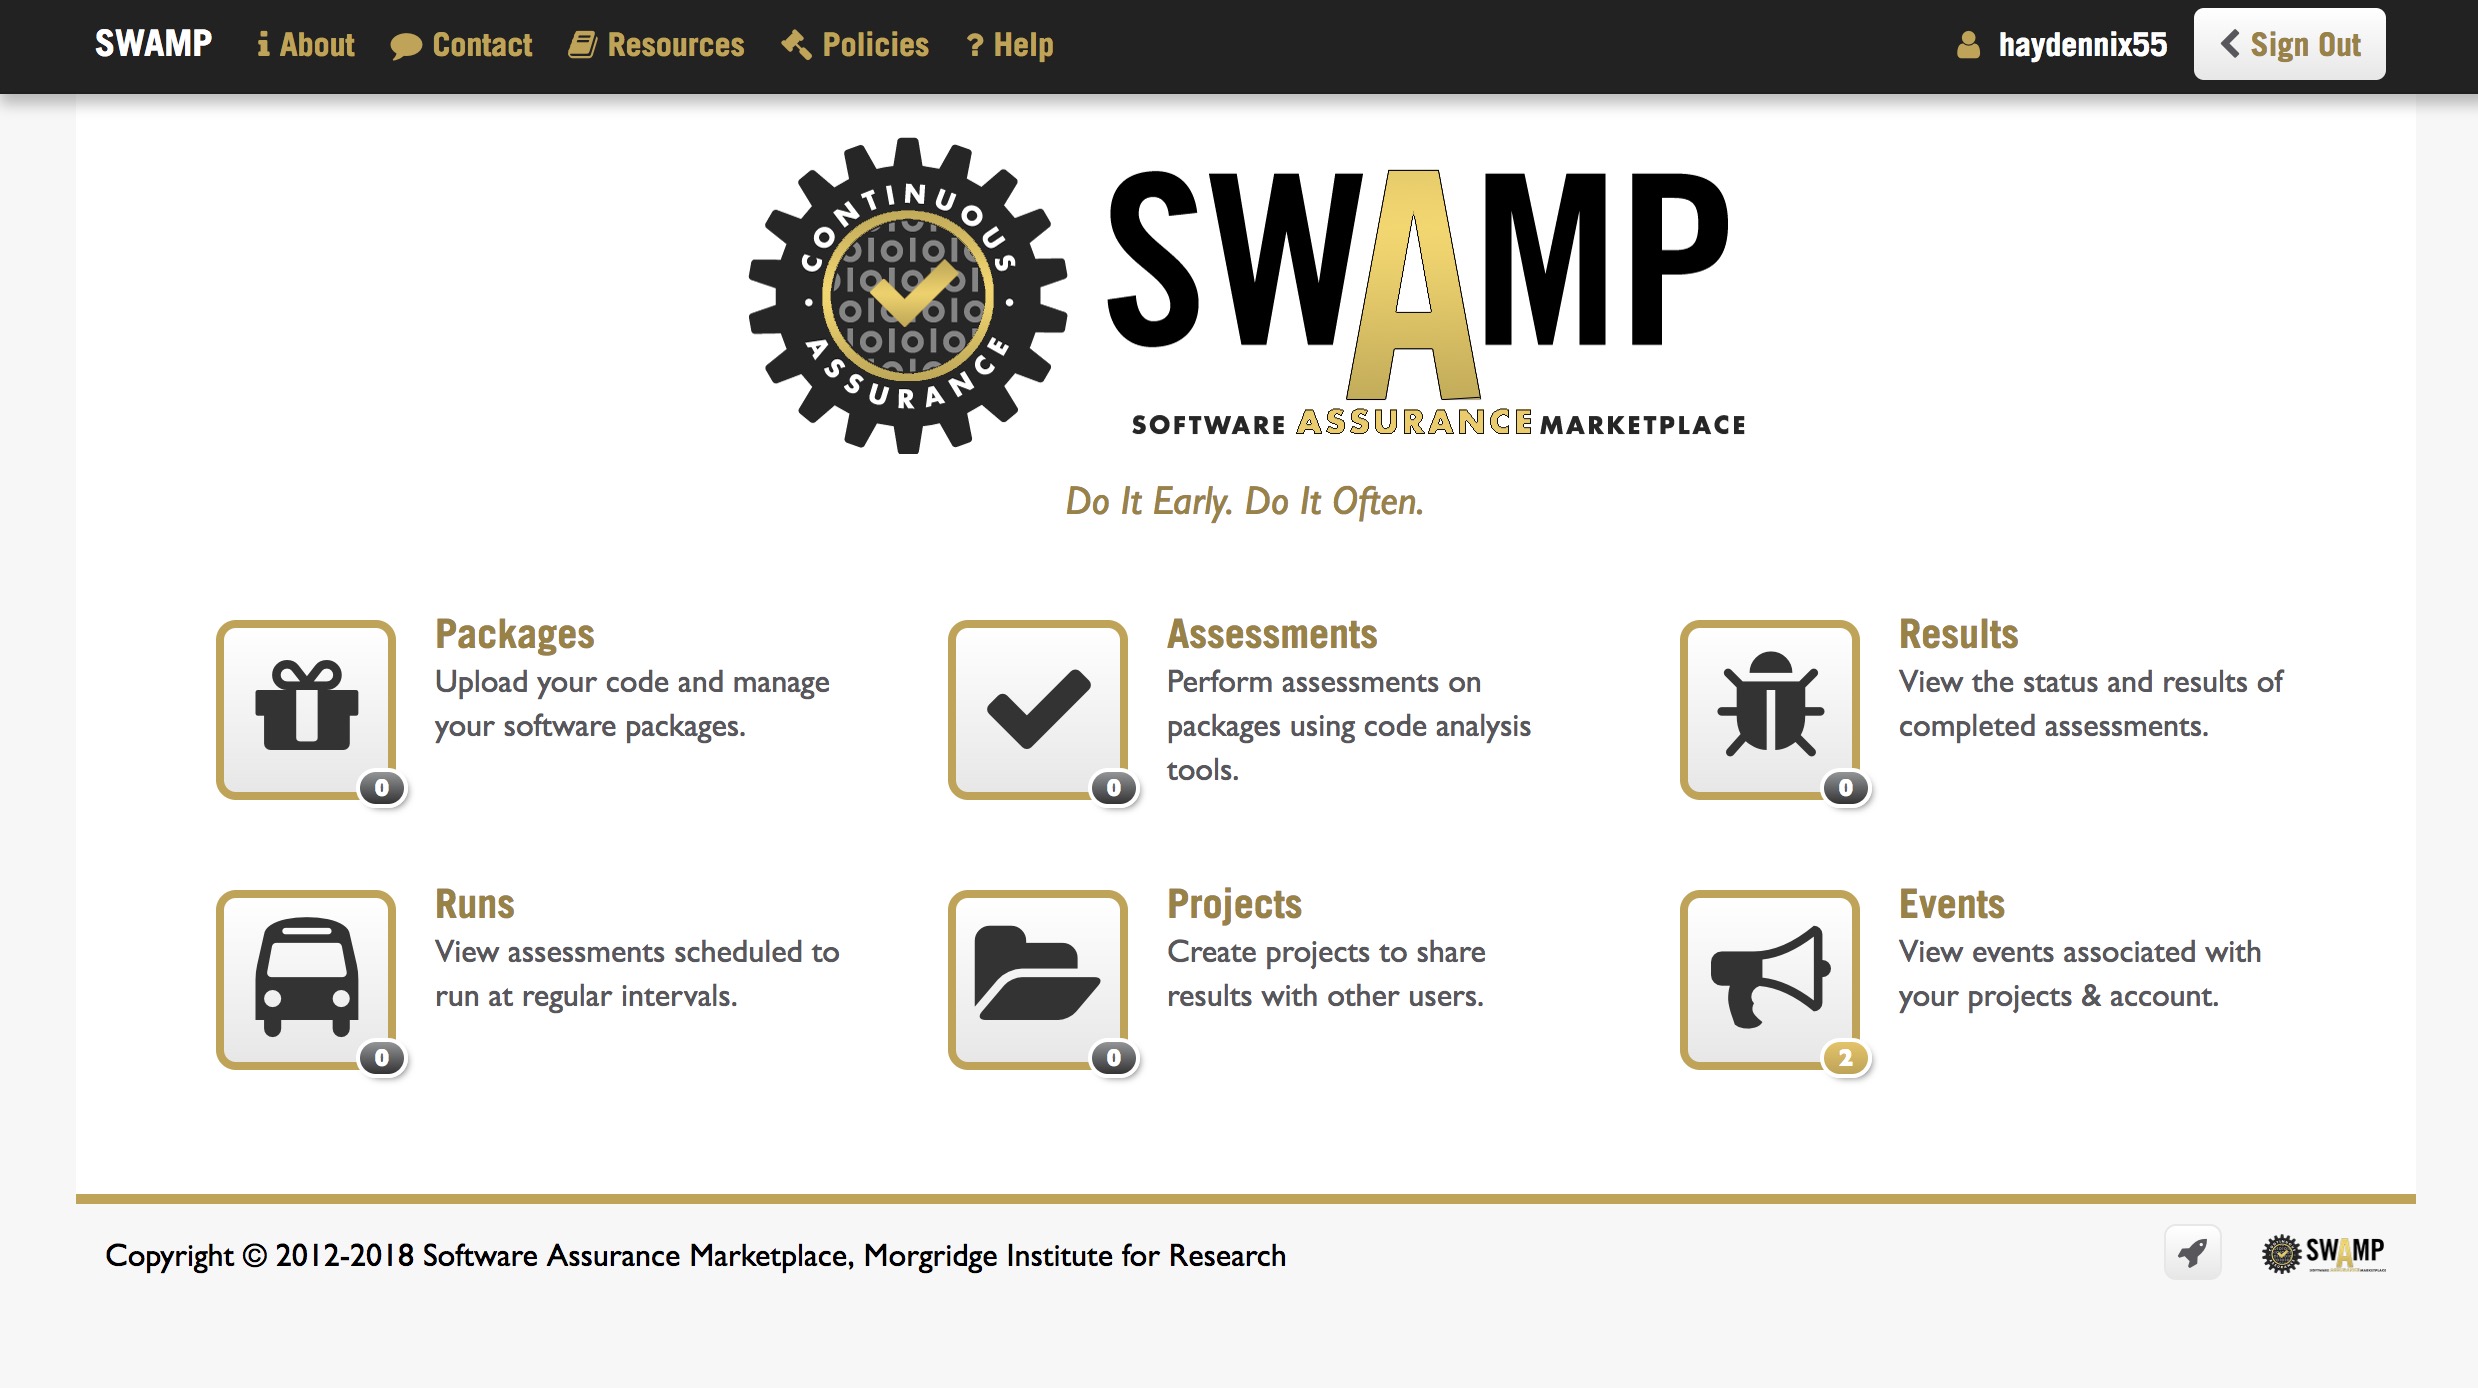 SWAMP About Contact Resources Policies ? Help haydennix55 Sign Out
CONTINUOUS
ASSURANCE
SWAMP
SOFTWARE ASSURANCE MARKETPLACE
Do It Early. Do It Often.
Packages
Upload your code and manage
your software packages.
0
Assessments
Perform assessments on
packages using code analysis
tools.
0
Results
View the status and results of
completed assessments.
0
Runs
View assessments scheduled to
run at regular intervals.
0
Projects
Create projects to share
results with other users.
0
Events
View events associated with
your projects & account.
2
Copyright © 2012-2018 Software Assurance Marketplace, Morgridge Institute for Research
SWAMP